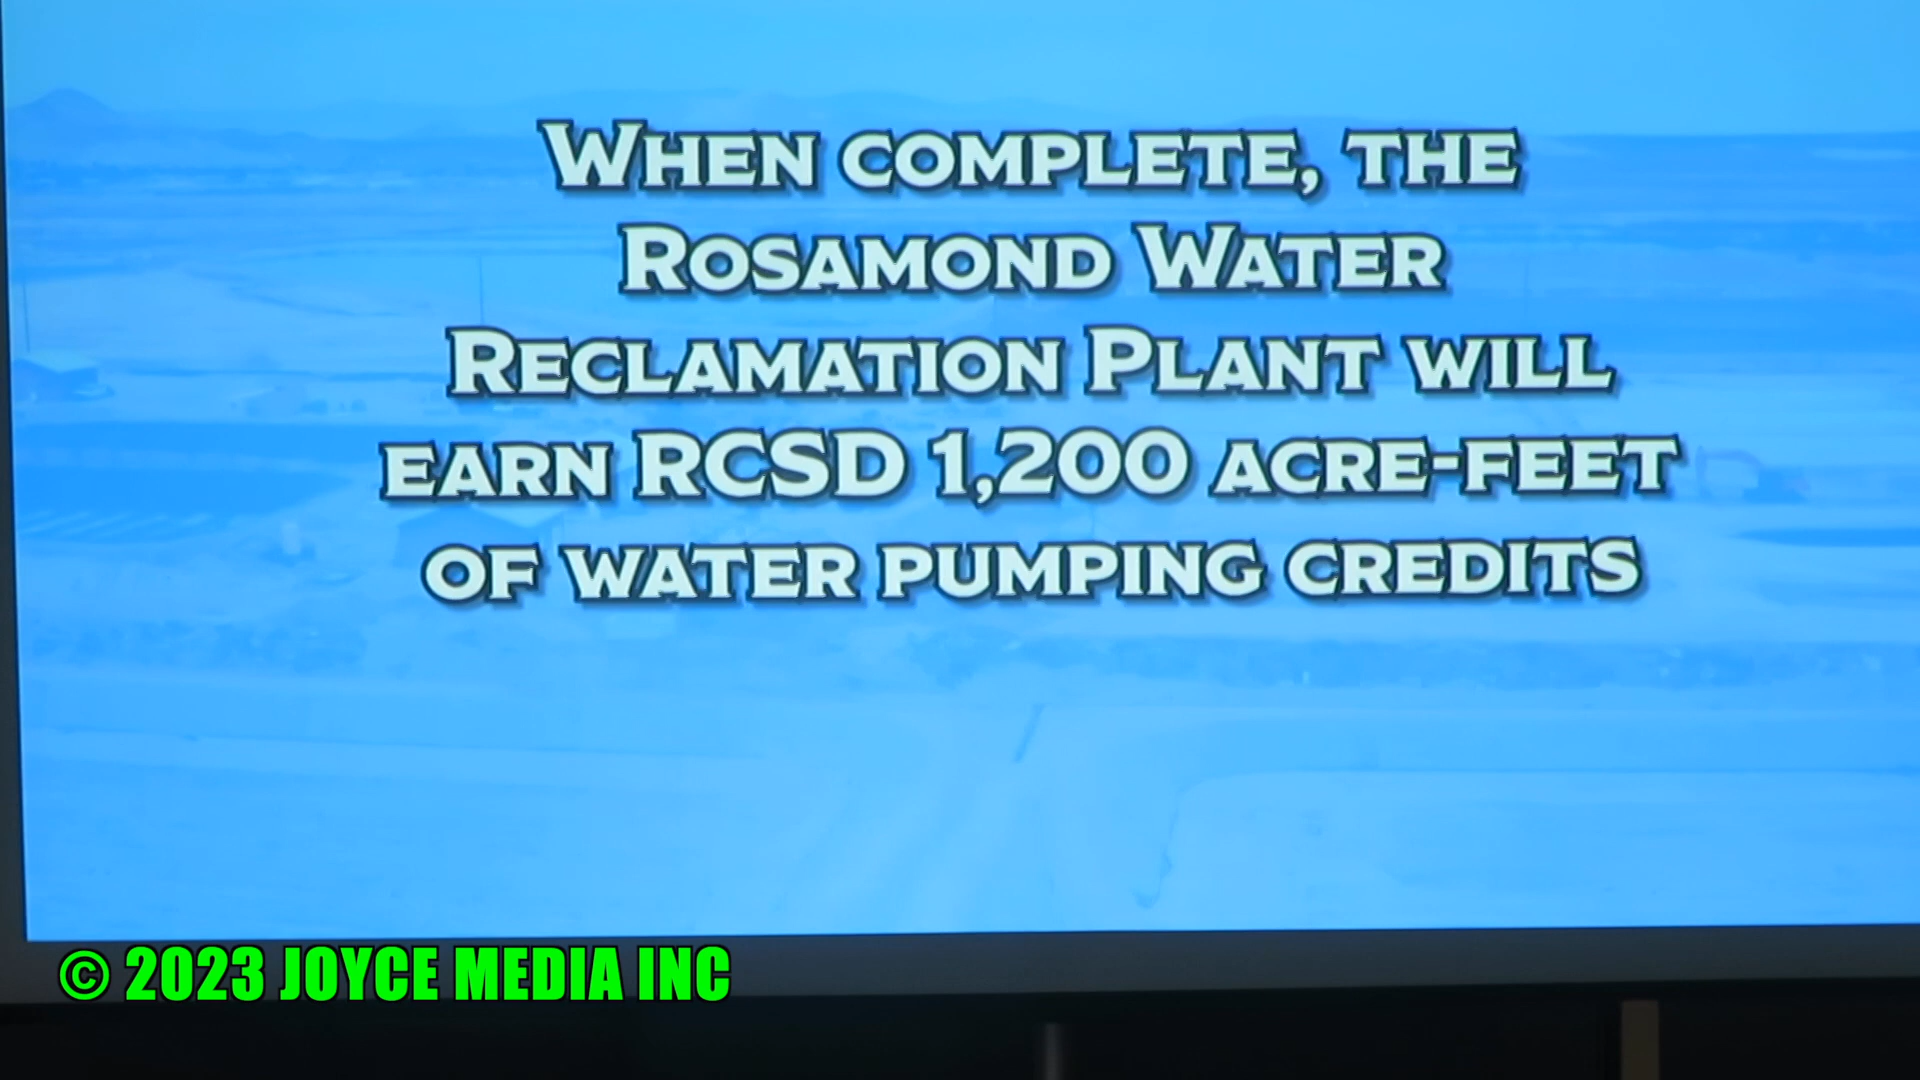 When complete, the
Rosamond Water
Reclamation Plant will
earn RCSD 1,200 acre-feet
of water pumping credits
© 2023 JOYCE MEDIA INC